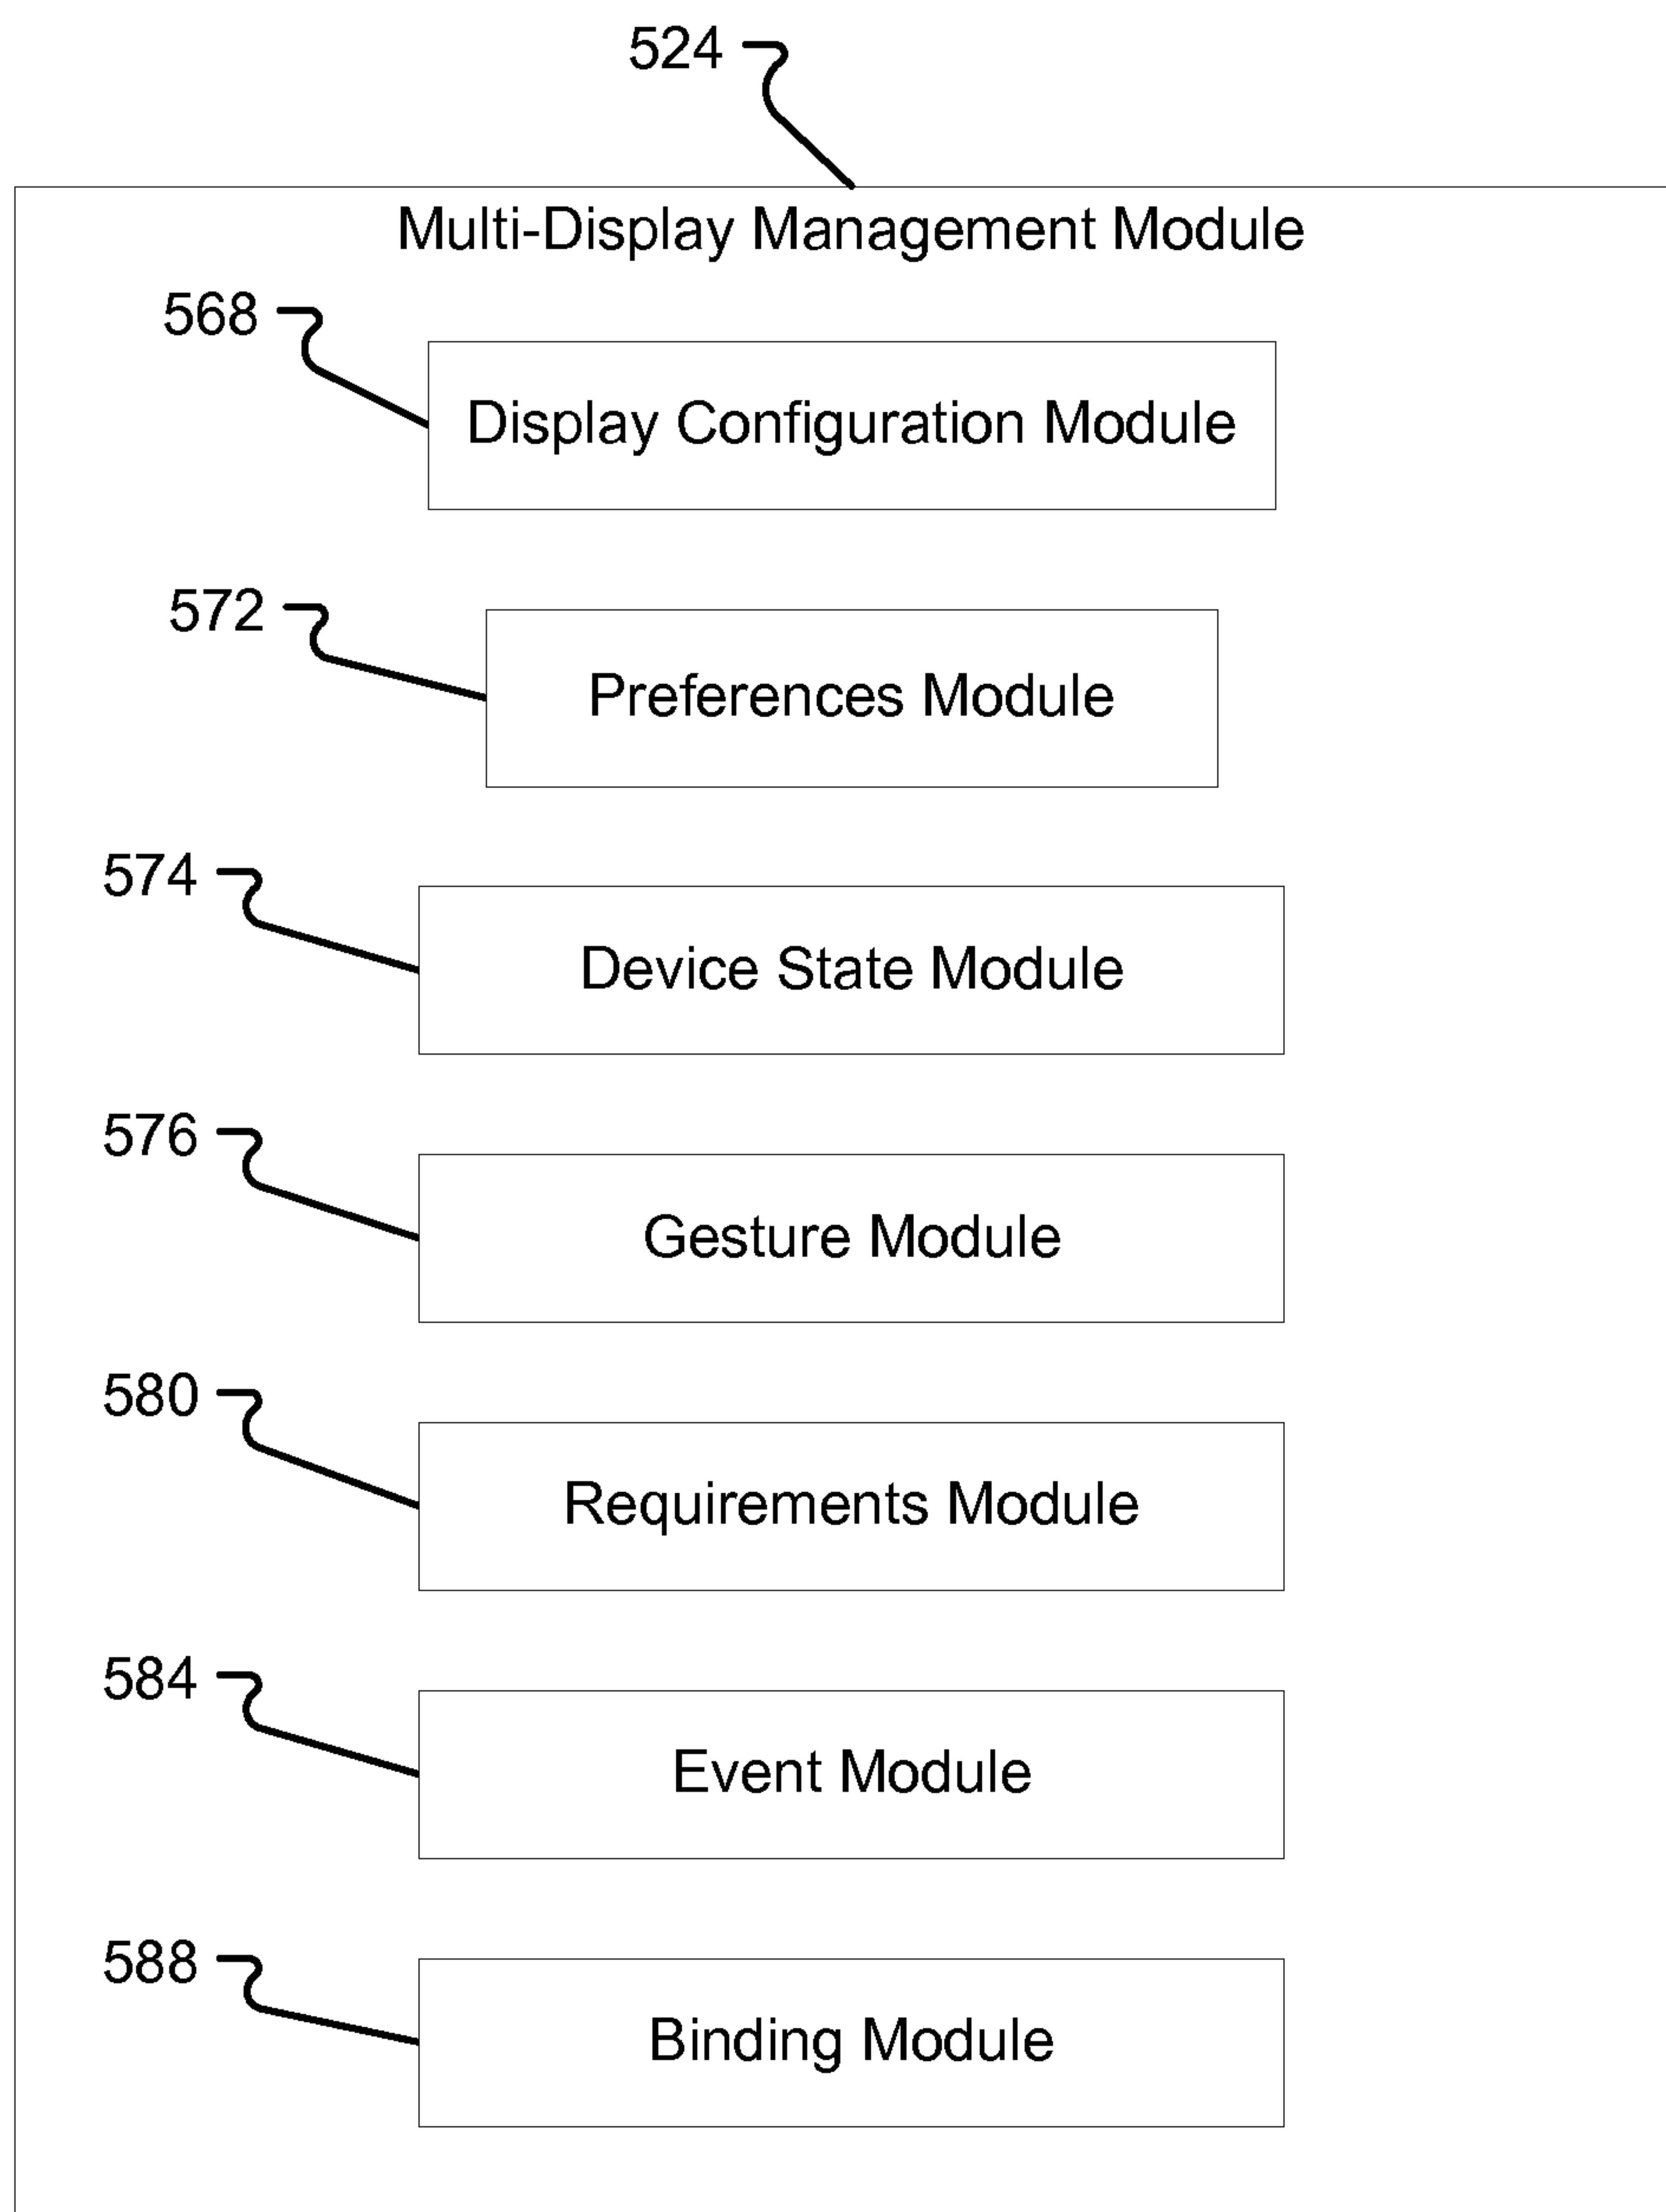 524
Multi-Display Management Module
568
Display Configuration Module
572
Preferences Module
574
Device State Module
576
Gesture Module
580
Requirements Module
584
Event Module
588
Binding Module